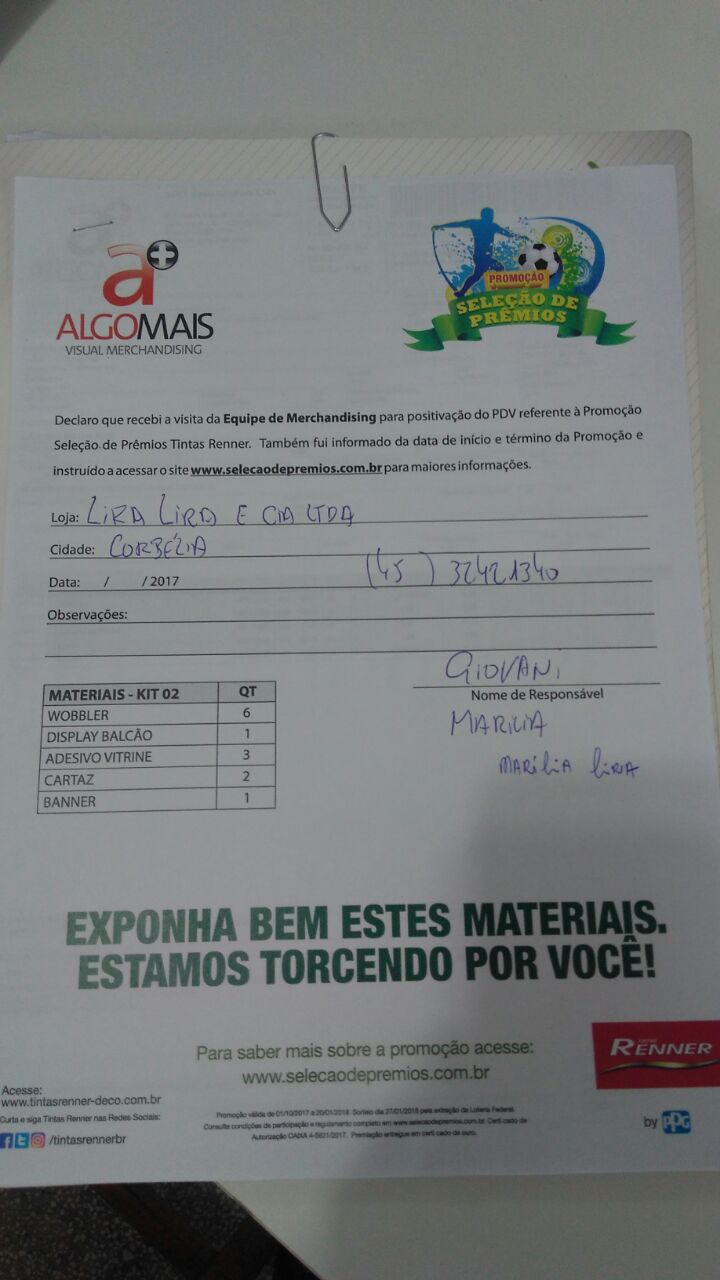 ALGOMAIS
VISUAL MERCHANDISING
PROMOÇÃO
SELEÇÃO DE
PRÊMIOS
Declaro que recebi a visita da Equipe de Merchandising para positivação do PDV referente à Promoção
Seleção de Prêmios Tintas Renner. Também fui informado da data de início e término da Promoção e
instruído a acessar o site www.selecaodepremios.com.br para maiores informações.
Loja: LIRA LIRA E CIA LTDA
Cidade: CORBÉLIA
Data: / / 2017 (45) 32421340
Observações:
GIOVANI
Nome de Responsável
MARILIA
MARÍLIA LIRA
MATERIAIS - KIT 02 QT
WOBBLER 6
DISPLAY BALCÃO 1
ADESIVO VITRINE 3
CARTAZ 2
BANNER 1
EXPONHA BEM ESTES MATERIAIS.
ESTAMOS TORCENDO POR VOCÊ!
Para saber mais sobre a promoção acesse:
www.selecaodepremios.com.br
RENNER
by PPG
Acesse:
www.tintasrenner-deco.com.br
Curta e siga Tintas Renner nas Redes Sociais:
/tintasrennerbr
Promoção válida de 01/10/2017 a 20/01/2018. Sorteio dia 27/01/2018 pela extração da Loteria Federal.
Consulte condições de participação e regulamento completo em www.selecaodepremios.com.br. Certificado de
Autorização CAIXA 4-0621/2017. Premiação entregue em certificado de ouro.